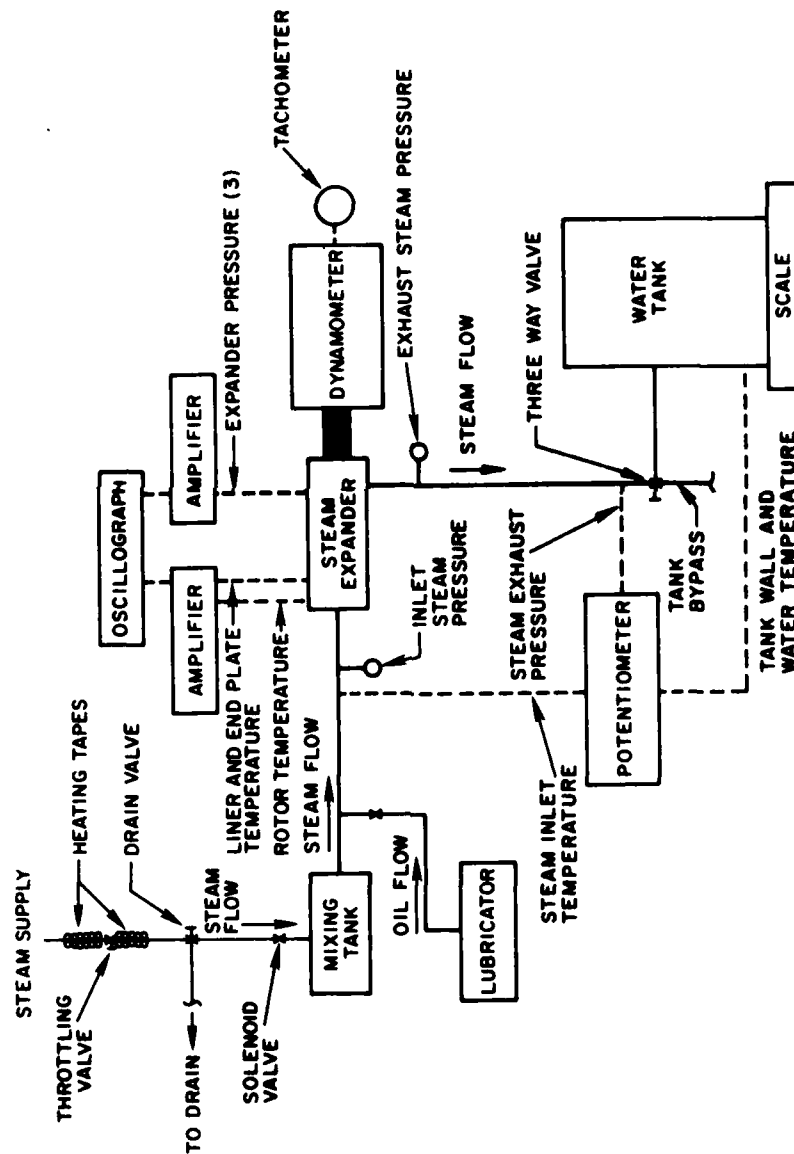 STEAM SUPPLY
HEATING TAPES
THROTTLING
VALVE
DRAIN VALVE
TO DRAIN
STEAM
FLOW
SOLENOID
VALVE
MIXING
TANK
OSCILLOGRAPH
AMPLIFIER
AMPLIFIER
EXPANDER PRESSURE (3)
LINER AND END PLATE
TEMPERATURE
ROTOR TEMPERATURE
STEAM FLOW
STEAM
EXPANDER
DYNAMOMETER
TACHOMETER
INLET
STEAM
PRESSURE
EXHAUST STEAM PRESSURE
STEAM FLOW
OIL FLOW
LUBRICATOR
STEAM INLET
TEMPERATURE
STEAM EXHAUST
PRESSURE
POTENTIOMETER
THREE WAY VALVE
TANK
BYPASS
WATER
TANK
TANK WALL AND
WATER TEMPERATURE
SCALE